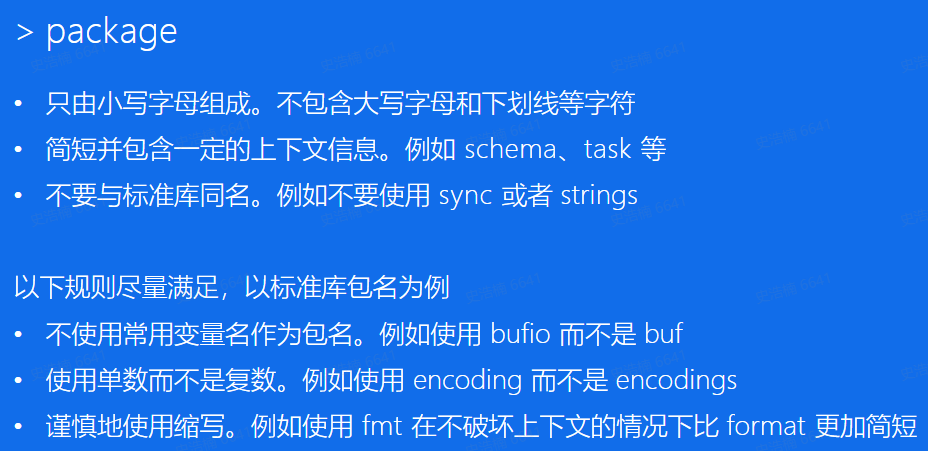 > package
• 只由小写字母组成。不包含大写字母和下划线等字符
• 简短并包含一定的上下文信息。例如 schema、task 等
• 不要与标准库同名。例如不要使用 sync 或者 strings
以下规则尽量满足，以标准库包名为例
• 不使用常用变量名作为包名。例如使用 bufio 而不是 buf
• 使用单数而不是复数。例如使用 encoding 而不是 encodings
• 谨慎地使用缩写。例如使用 fmt 在不破坏上下文的情况下比 format 更加简短